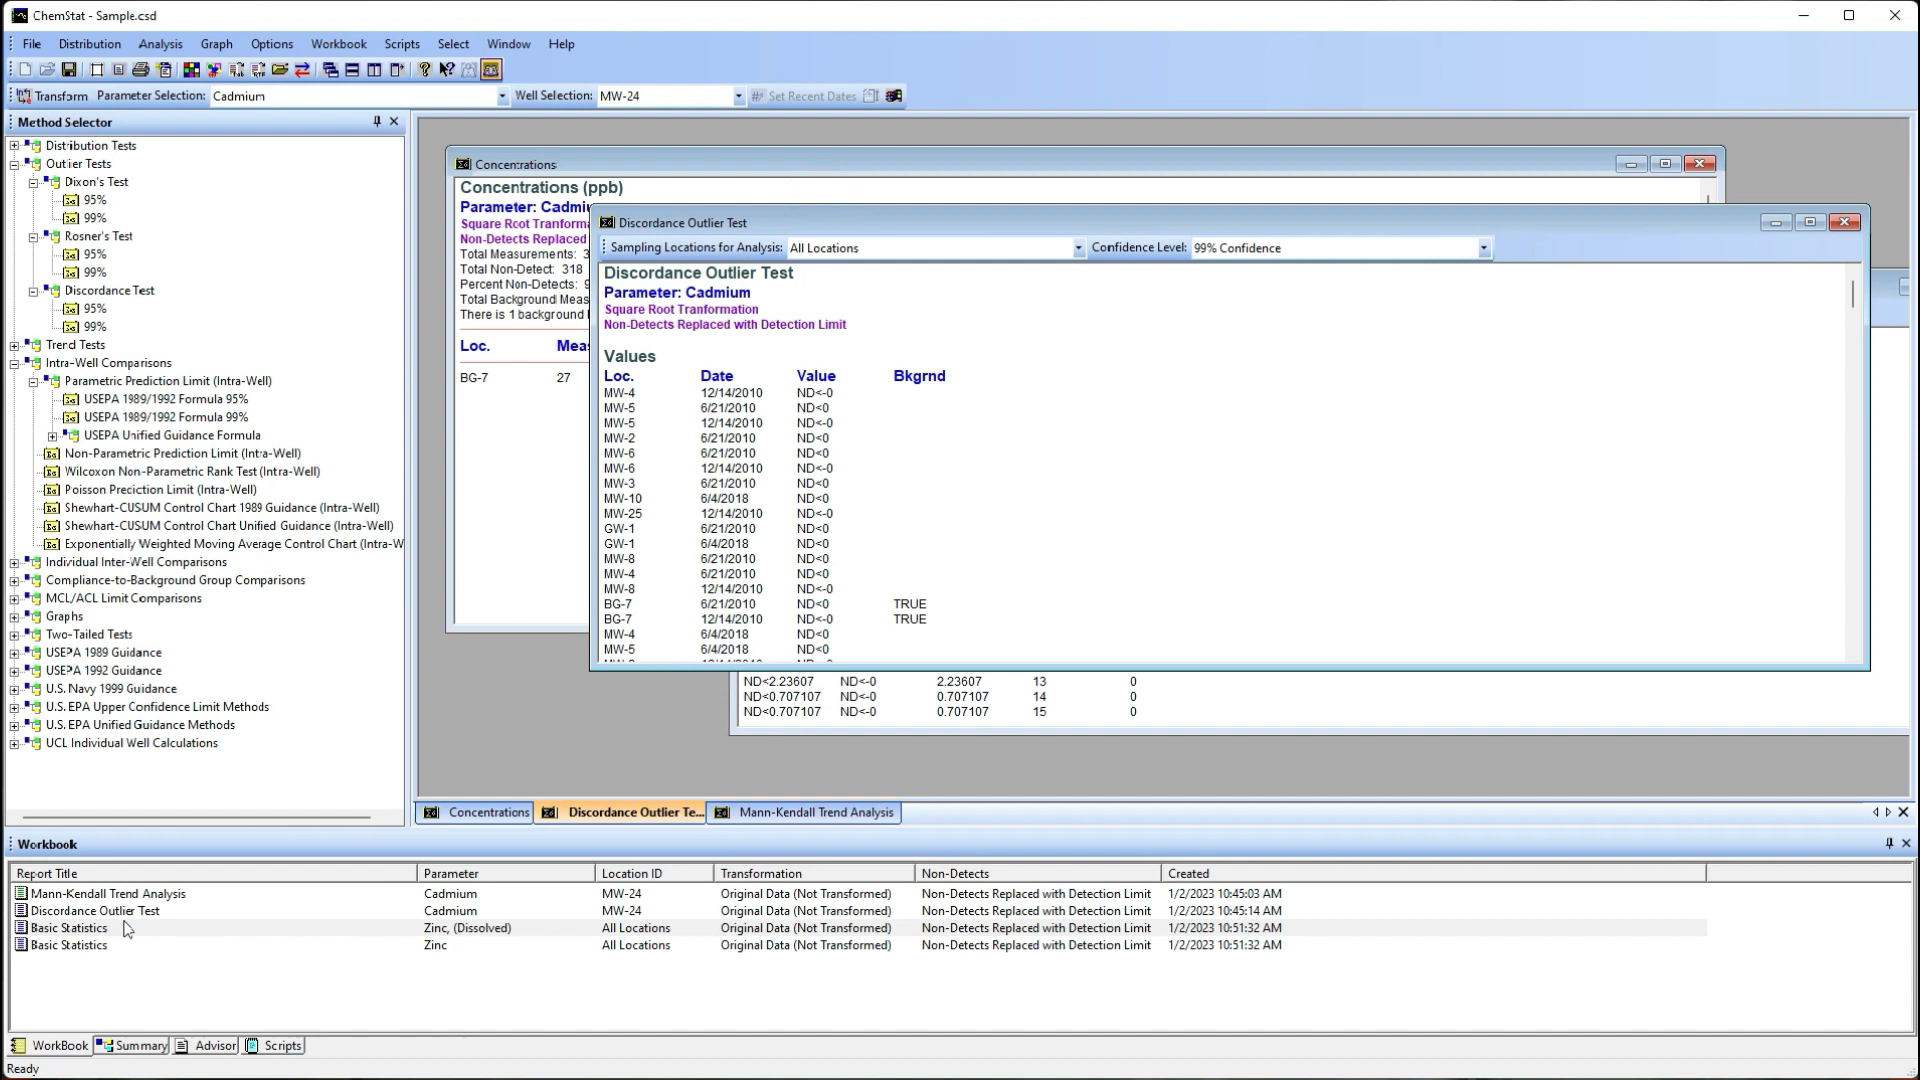 ChemStat - Sample.csd
File Distribution Analysis Graph Options Workbook Scripts Select Window Help
Transform Parameter Selection: Cadmium Well Selection: MW-24 Set Recent Dates
Method Selector
Distribution Tests
Outlier Tests
Dixon's Test
95%
99%
Rosner's Test
95%
99%
Discordance Test
95%
99%
Trend Tests
Intra-Well Comparisons
Parametric Prediction Limit (Intra-Well)
USEPA 1989/1992 Formula 95%
USEPA 1989/1992 Formula 99%
USEPA Unified Guidance Formula
Non-Parametric Prediction Limit (Intra-Well)
Wilcoxon Non-Parametric Rank Test (Intra-Well)
Poisson Prediction Limit (Intra-Well)
Shewhart-CUSUM Control Chart 1989 Guidance (Intra-Well)
Shewhart-CUSUM Control Chart Unified Guidance (Intra-Well)
Exponentially Weighted Moving Average Control Chart (Intra-W
Individual Inter-Well Comparisons
Compliance-to-Background Group Comparisons
MCL/ACL Limit Comparisons
Graphs
Two-Tailed Tests
USEPA 1989 Guidance
USEPA 1992 Guidance
U.S. Navy 1999 Guidance
U.S. EPA Upper Confidence Limit Methods
U.S. EPA Unified Guidance Methods
UCL Individual Well Calculations
Concentrations
Concentrations (ppb)
Parameter: Cadmiu
Square Root Tranforma
Non-Detects Replaced
Total Measurements: 3
Total Non-Detect: 318
Percent Non-Detects: 9
Total Background Meas
There is 1 background
Loc. Meas
BG-7 27
Discordance Outlier Test
Sampling Locations for Analysis: All Locations Confidence Level: 99% Confidence
Discordance Outlier Test
Parameter: Cadmium
Square Root Tranformation
Non-Detects Replaced with Detection Limit
Values
Loc. Date Value Bkgrnd
MW-4 12/14/2010 ND<-0
MW-5 6/21/2010 ND<0
MW-5 12/14/2010 ND<-0
MW-2 6/21/2010 ND<0
MW-6 6/21/2010 ND<0
MW-6 12/14/2010 ND<-0
MW-3 6/21/2010 ND<0
MW-10 6/4/2018 ND<0
MW-25 12/14/2010 ND<-0
GW-1 6/21/2010 ND<0
GW-1 6/4/2018 ND<0
MW-8 6/21/2010 ND<0
MW-4 6/21/2010 ND<0
MW-8 12/14/2010 ND<-0
BG-7 6/21/2010 ND<0 TRUE
BG-7 12/14/2010 ND<-0 TRUE
MW-4 6/4/2018 ND<0
MW-5 6/4/2018 ND<0
ND<2.23607 ND<-0 2.23607 13 0
ND<0.707107 ND<-0 0.707107 14 0
ND<0.707107 ND<-0 0.707107 15 0
Concentrations Discordance Outlier Te... Mann-Kendall Trend Analysis
Workbook
Report Title Parameter Location ID Transformation Non-Detects Created
Mann-Kendall Trend Analysis Cadmium MW-24 Original Data (Not Transformed) Non-Detects Replaced with Detection Limit 1/2/2023 10:45:03 AM
Discordance Outlier Test Cadmium MW-24 Original Data (Not Transformed) Non-Detects Replaced with Detection Limit 1/2/2023 10:45:14 AM
Basic Statistics Zinc, (Dissolved) All Locations Original Data (Not Transformed) Non-Detects Replaced with Detection Limit 1/2/2023 10:51:32 AM
Basic Statistics Zinc All Locations Original Data (Not Transformed) Non-Detects Replaced with Detection Limit 1/2/2023 10:51:32 AM
WorkBook Summary Advisor Scripts
Ready